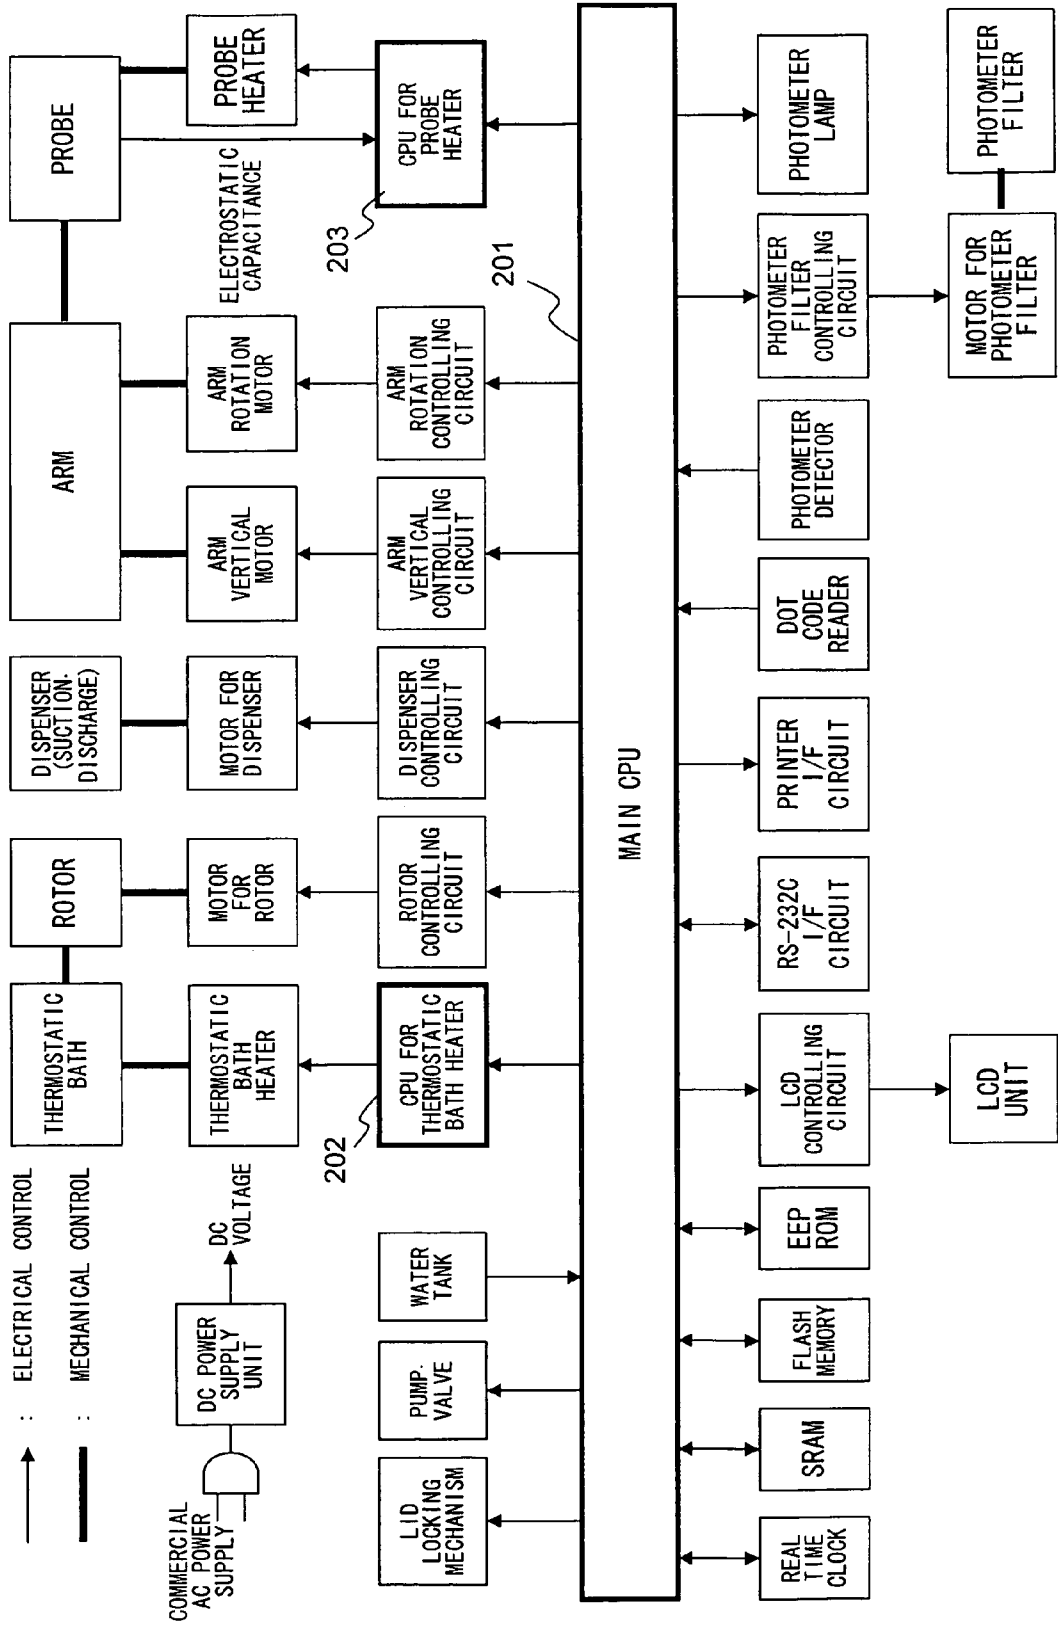 : ELECTRICAL CONTROL
: MECHANICAL CONTROL
COMMERCIAL
AC POWER
SUPPLY
DC POWER
SUPPLY
UNIT
DC
VOLTAGE
THERMOSTATIC
BATH
ROTOR
DISPENSER
(SUCTION·
DISCHARGE)
ARM
PROBE
THERMOSTATIC
BATH
HEATER
MOTOR
FOR
ROTOR
MOTOR FOR
DISPENSER
ARM
VERTICAL
MOTOR
ARM
ROTATION
MOTOR
ELECTROSTATIC
CAPACITANCE
PROBE
HEATER
LID
LOCKING
MECHANISM
PUMP·
VALVE
WATER
TANK
202
CPU FOR
THERMOSTATIC
BATH HEATER
ROTOR
CONTROLLING
CIRCUIT
DISPENSER
CONTROLLING
CIRCUIT
ARM
VERTICAL
CONTROLLING
CIRCUIT
ARM
ROTATION
CONTROLLING
CIRCUIT
203
CPU FOR
PROBE
HEATER
201
MAIN CPU
REAL
TIME
CLOCK
SRAM
FLASH
MEMORY
EEP
ROM
LCD
CONTROLLING
CIRCUIT
RS-232C
I/F
CIRCUIT
PRINTER
I/F
CIRCUIT
DOT
CODE
READER
PHOTOMETER
DETECTOR
PHOTOMETER
FILTER
CONTROLLING
CIRCUIT
PHOTOMETER
LAMP
LCD
UNIT
MOTOR FOR
PHOTOMETER
FILTER
PHOTOMETER
FILTER